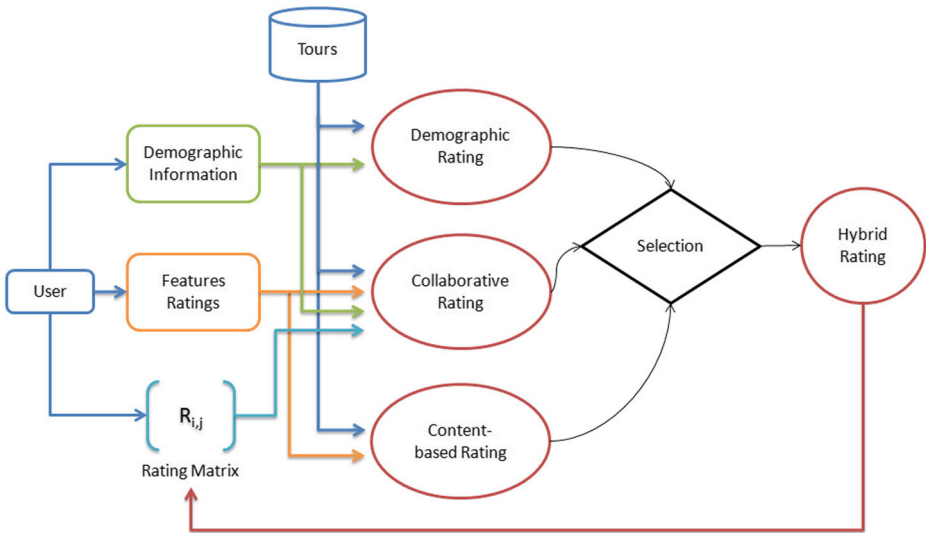 Tours
Demographic
Information
Demographic
Rating
User
Features
Ratings
Collaborative
Rating
Selection
Hybrid
Rating
Ri,j
Rating Matrix
Content-
based Rating